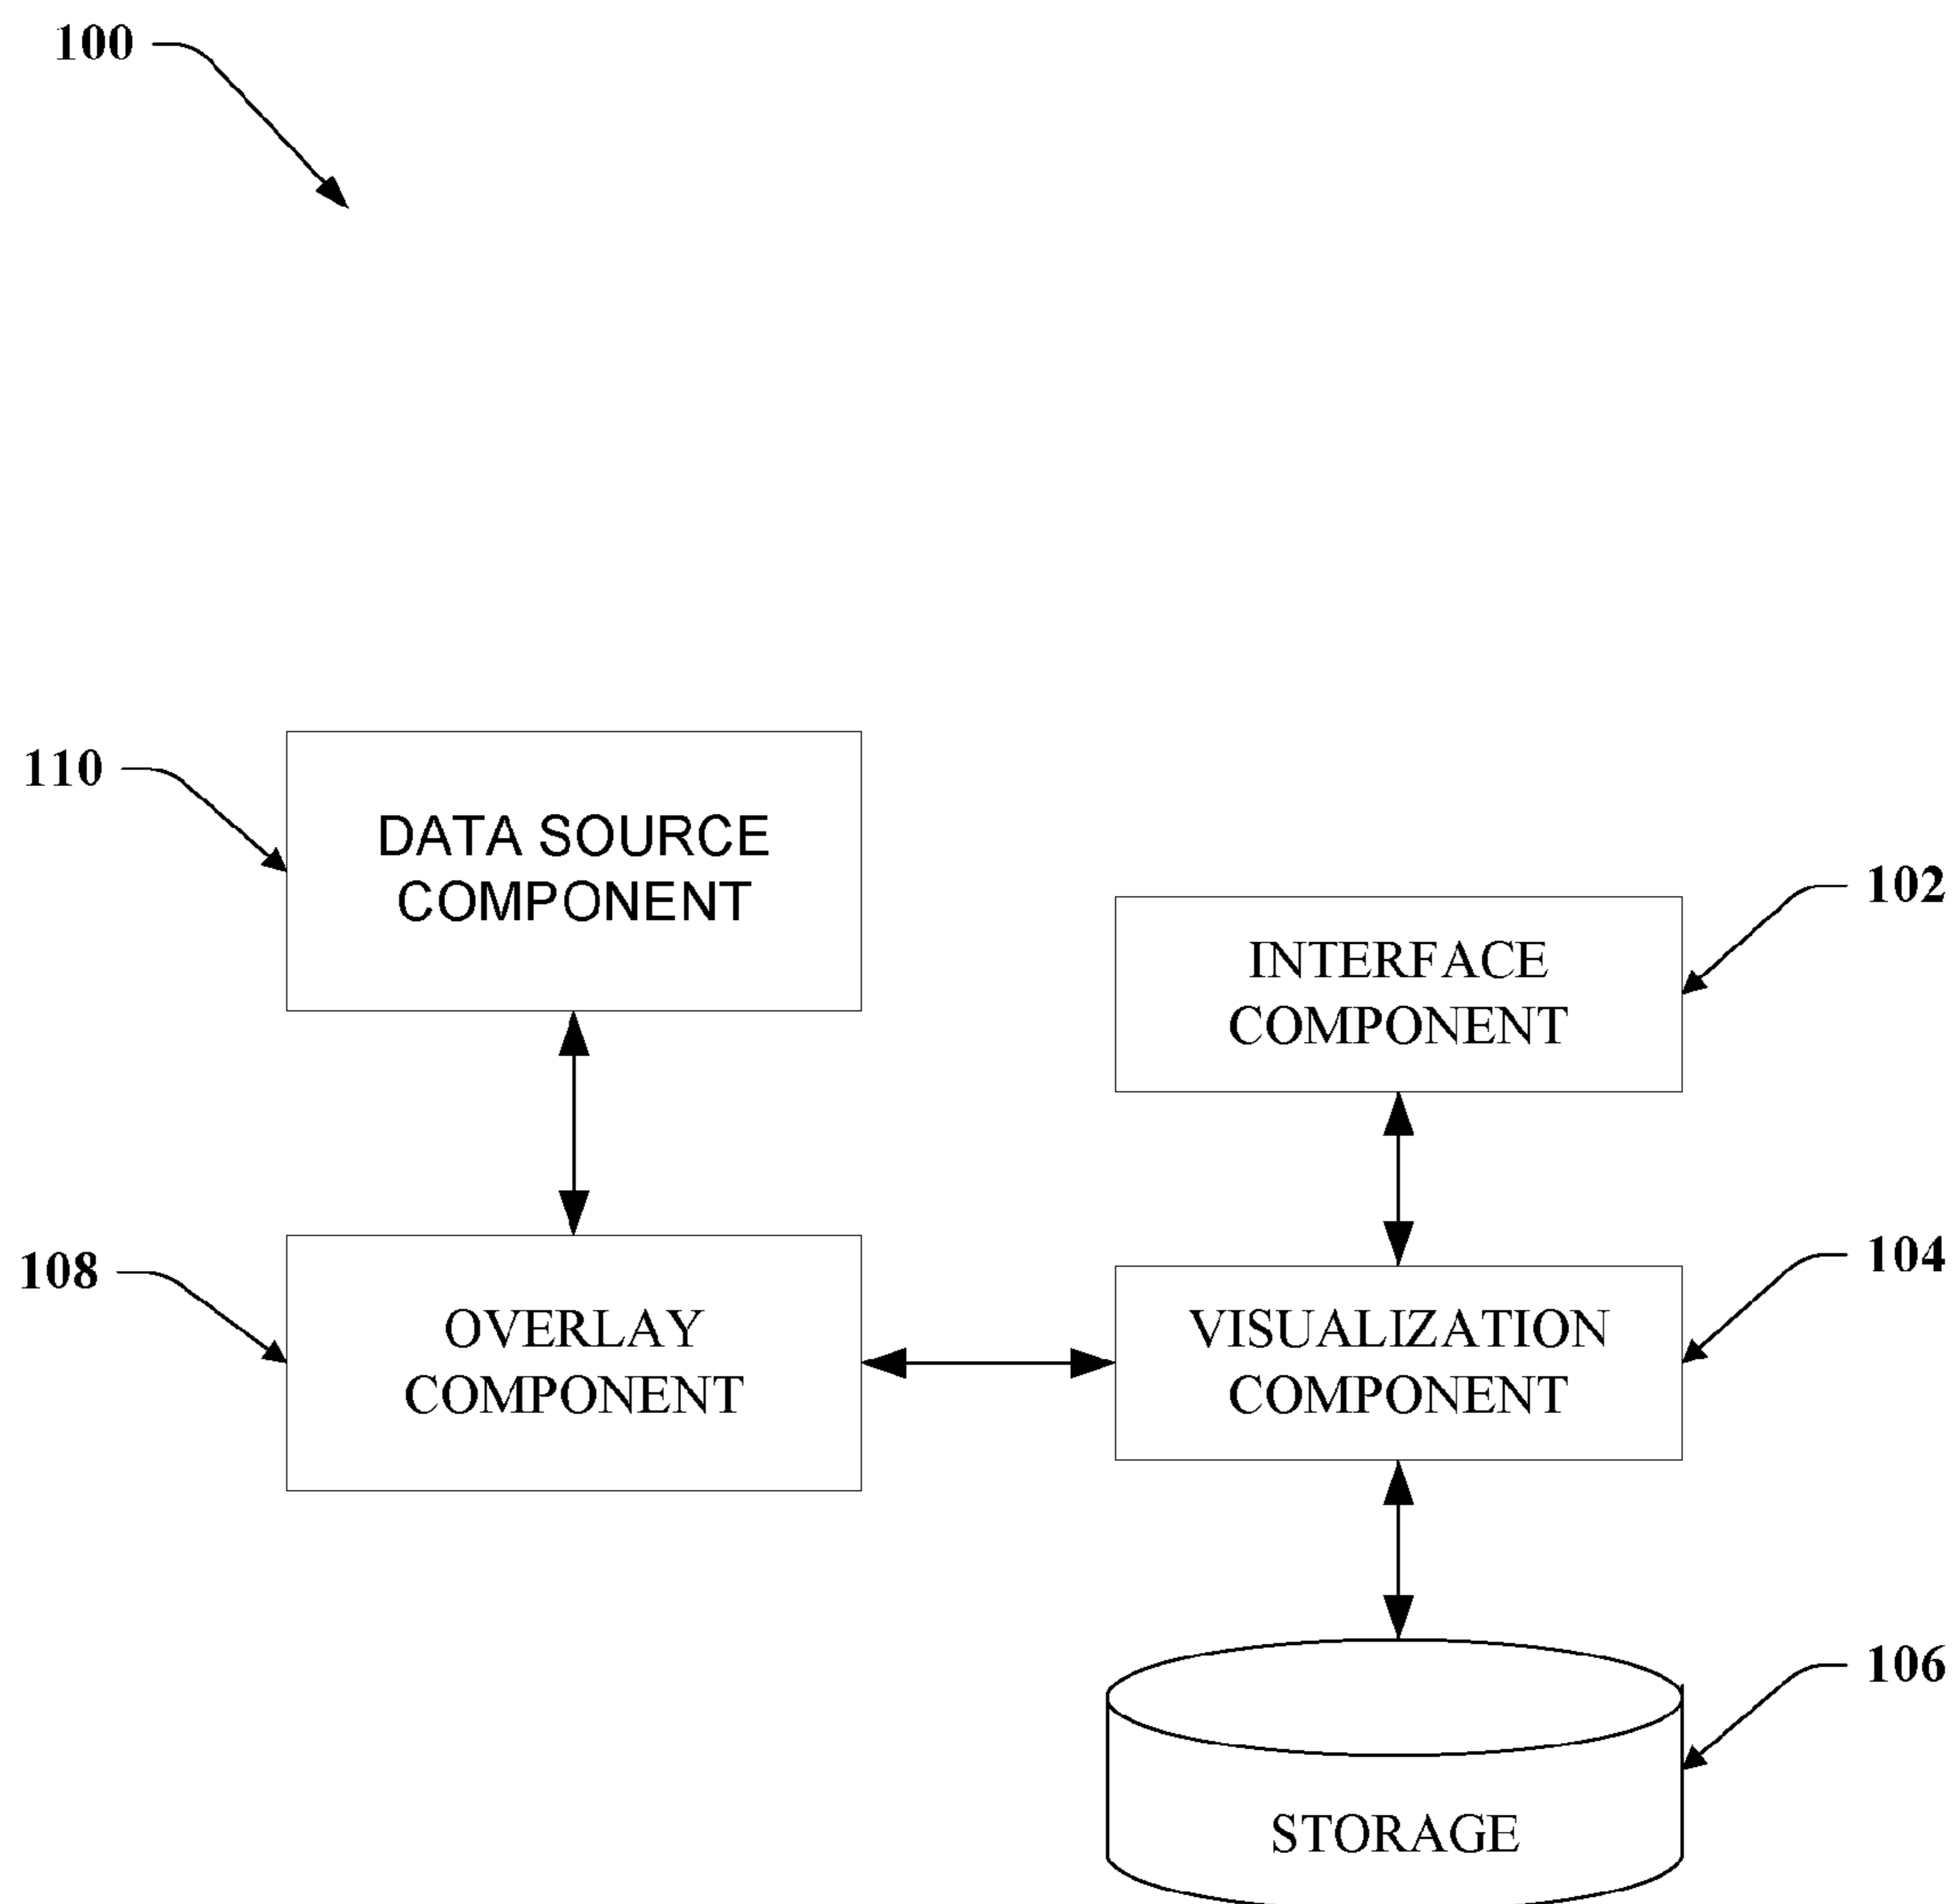 100
110
DATA SOURCE
COMPONENT
102
INTERFACE
COMPONENT
108
OVERLAY
COMPONENT
104
VISUALIZATION
COMPONENT
106
STORAGE